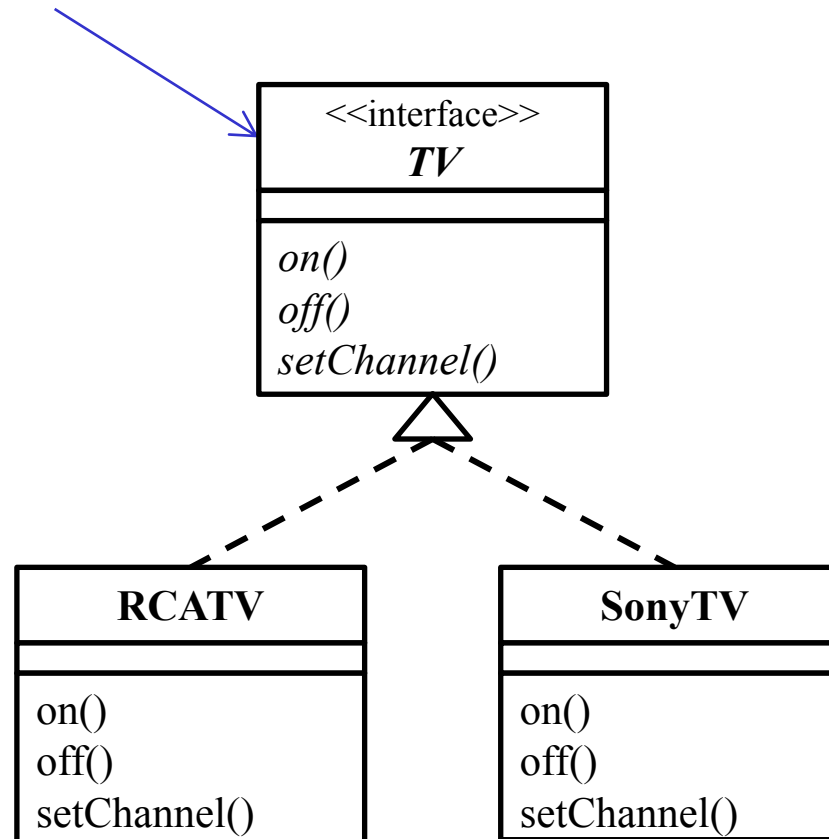 <<interface>>
TV
on()
off()
setChannel()
RCATV
on()
off()
setChannel()
SonyTV
on()
off()
setChannel()